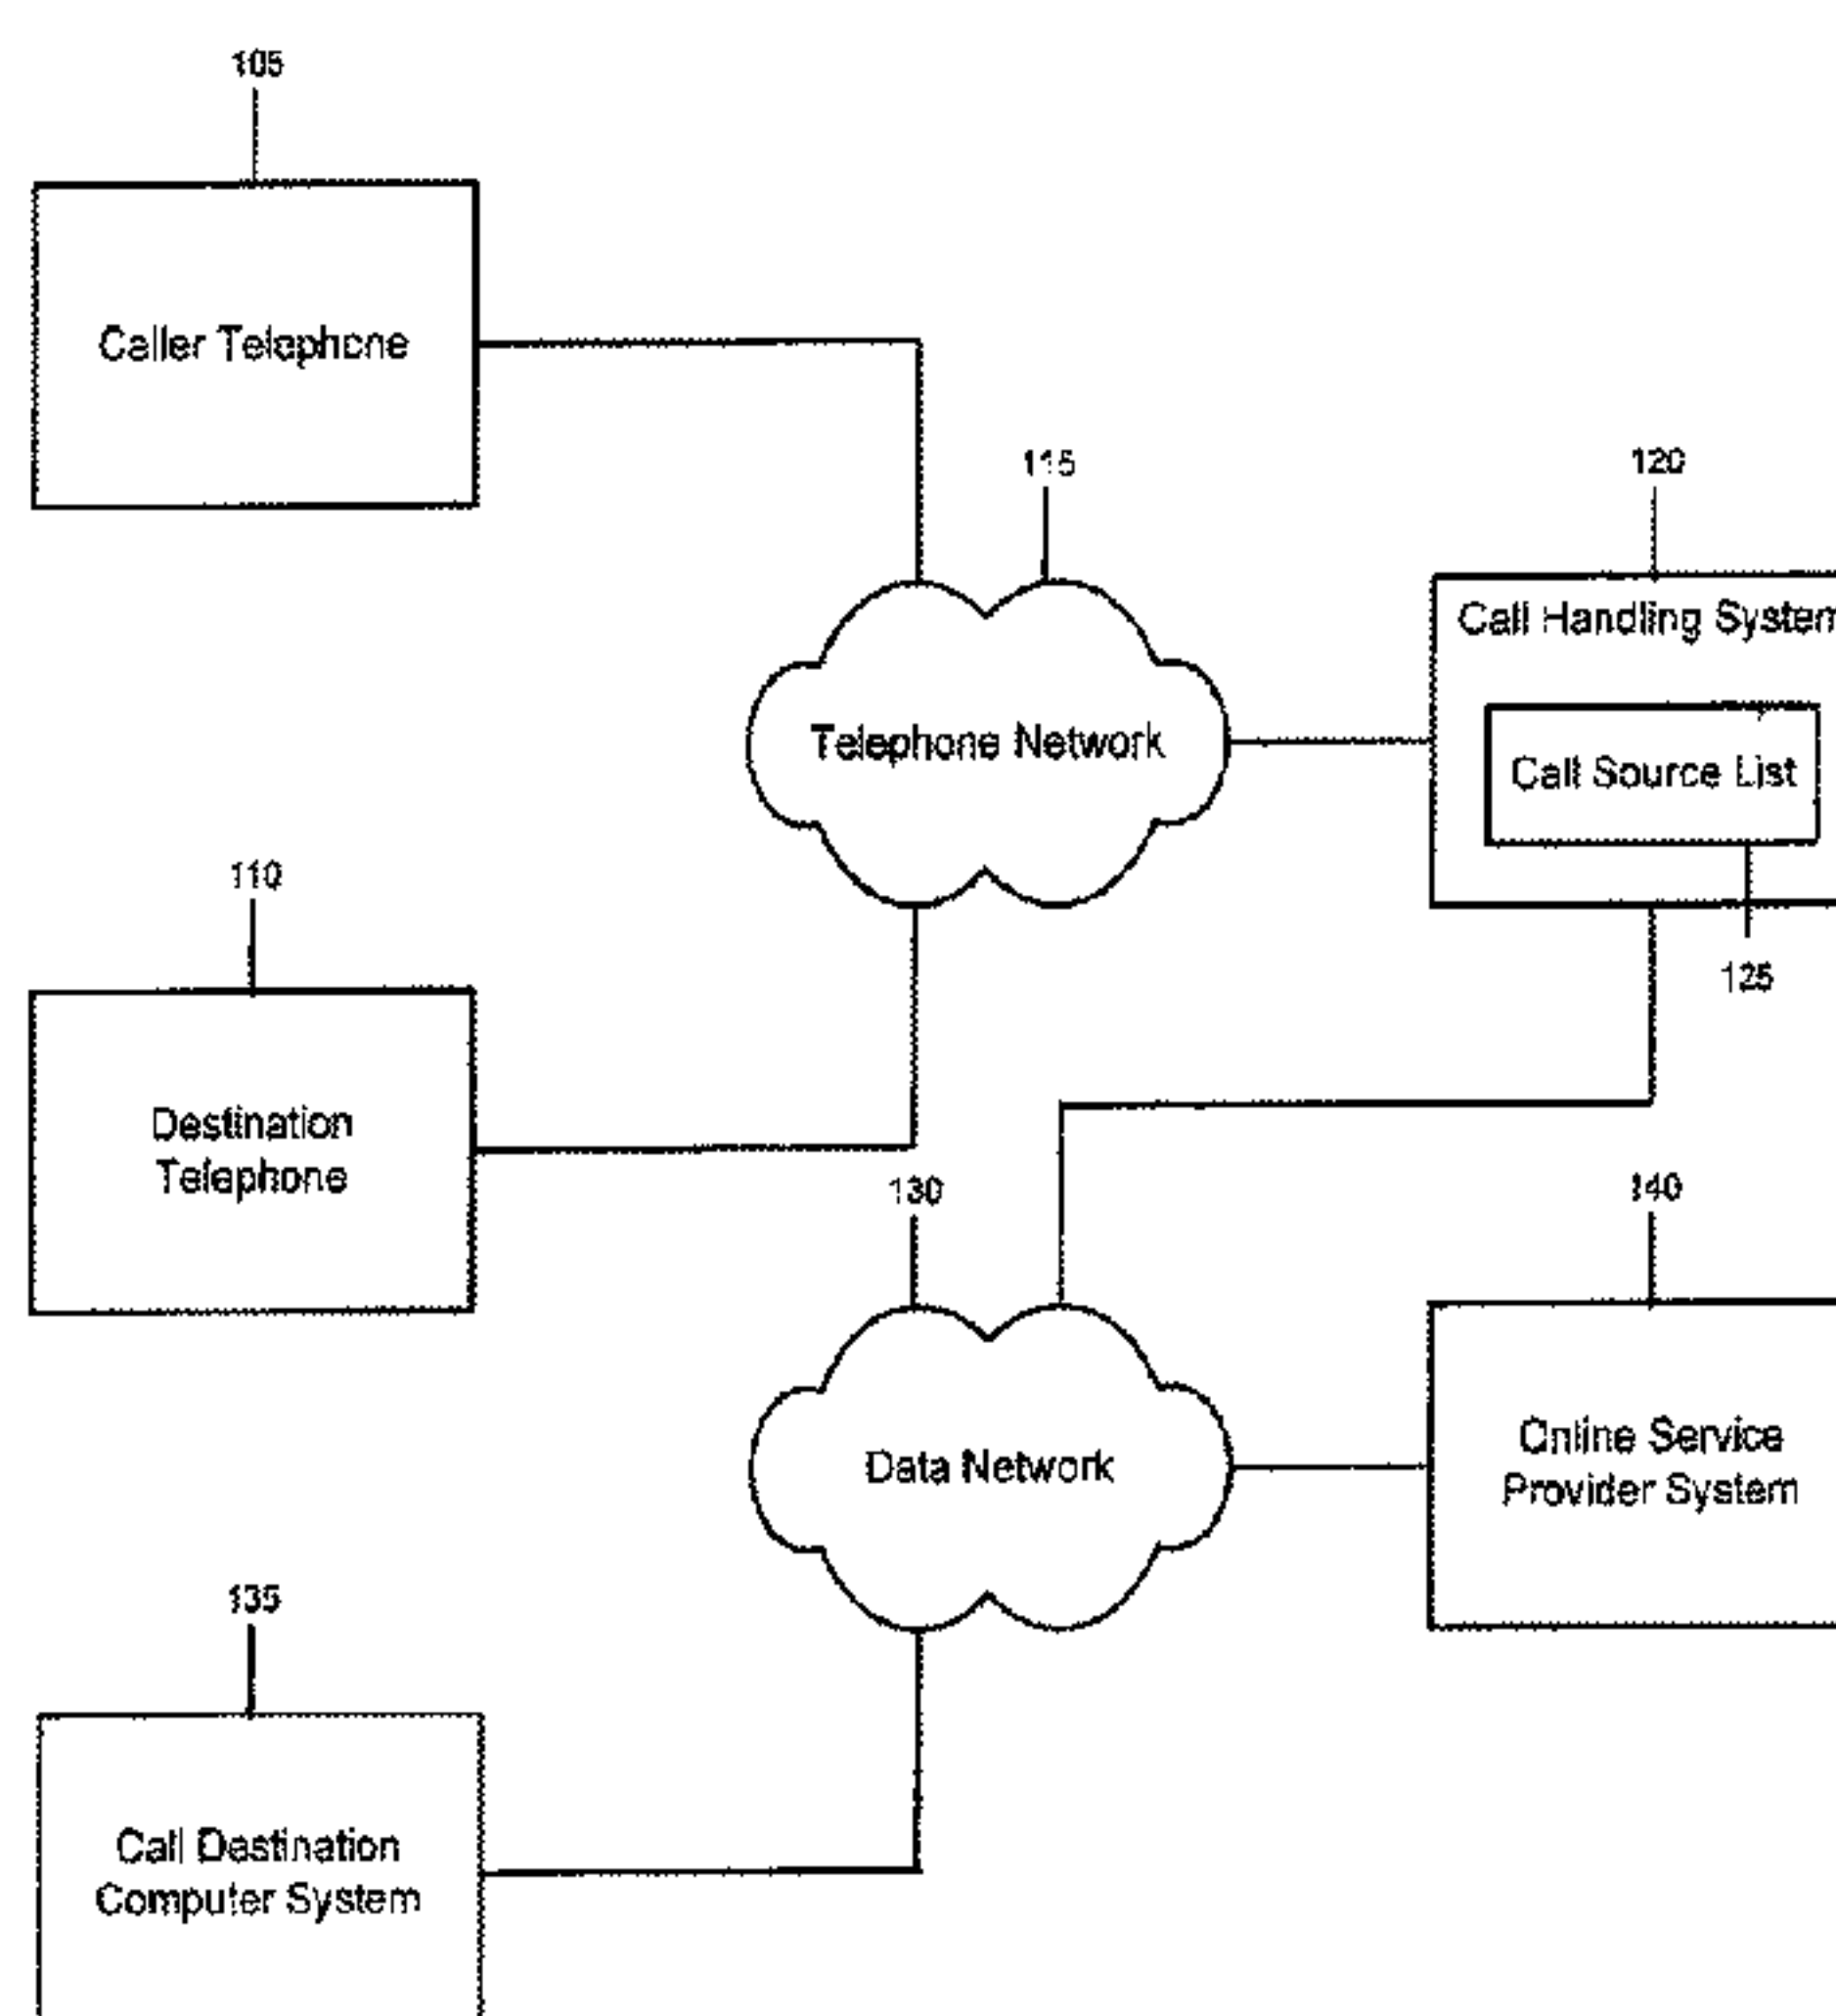 105
Caller Telephone
115
120
Call Handling System
Telephone Network
Call Source List
110
125
Destination
Telephone
130
140
Data Network
Online Service
Provider System
135
Call Destination
Computer System